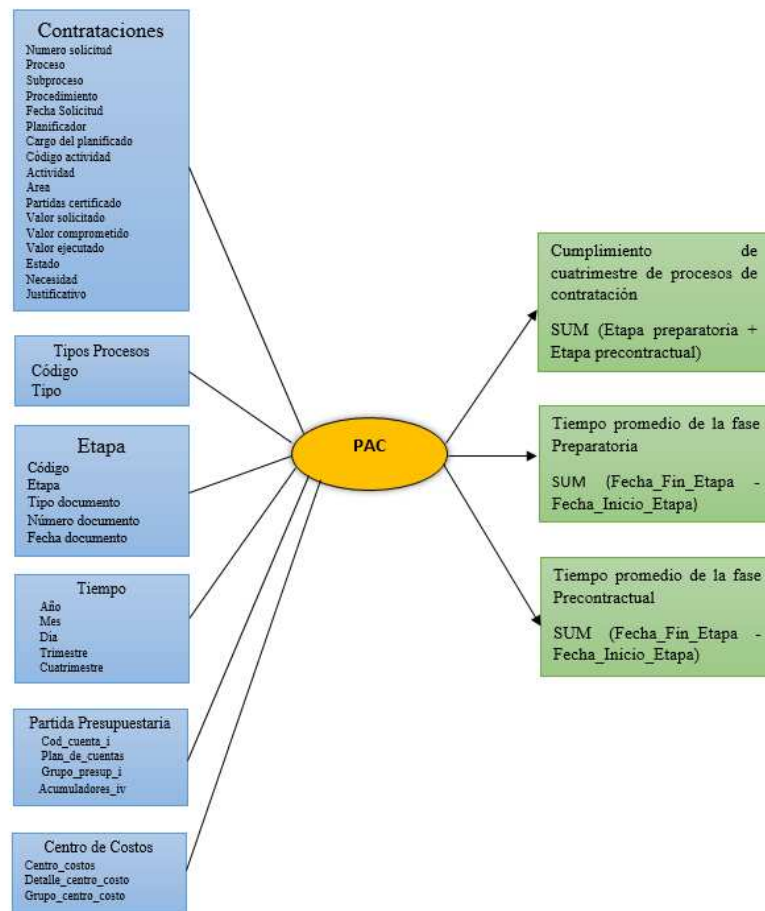 Contrataciones
Numero solicitud
Proceso
Subproceso
Procedimiento
Fecha Solicitud
Planificador
Cargo del planificado
Código actividad
Actividad
Area
Partidas certificado
Valor solicitado
Valor comprometido
Valor ejecutado
Estado
Necesidad
Justificativo
Tipos Procesos
Código
Tipo
Etapa
Código
Etapa
Tipo documento
Número documento
Fecha documento
Tiempo
Año
Mes
Dia
Trimestre
Cuatrimestre
Partida Presupuestaria
Cod_cuenta_i
Plan_de_cuentas
Grupo_presup_i
Acumuladores_iv
Centro de Costos
Centro_costos
Detalle_centro_costo
Grupo_centro_costo
PAC
Cumplimiento de
cuatrimestre de procesos de
contratación
SUM (Etapa preparatoria +
Etapa precontractual)
Tiempo promedio de la fase
Preparatoria
SUM (Fecha_Fin_Etapa -
Fecha_Inicio_Etapa)
Tiempo promedio de la fase
Precontractual
SUM (Fecha_Fin_Etapa -
Fecha_Inicio_Etapa)